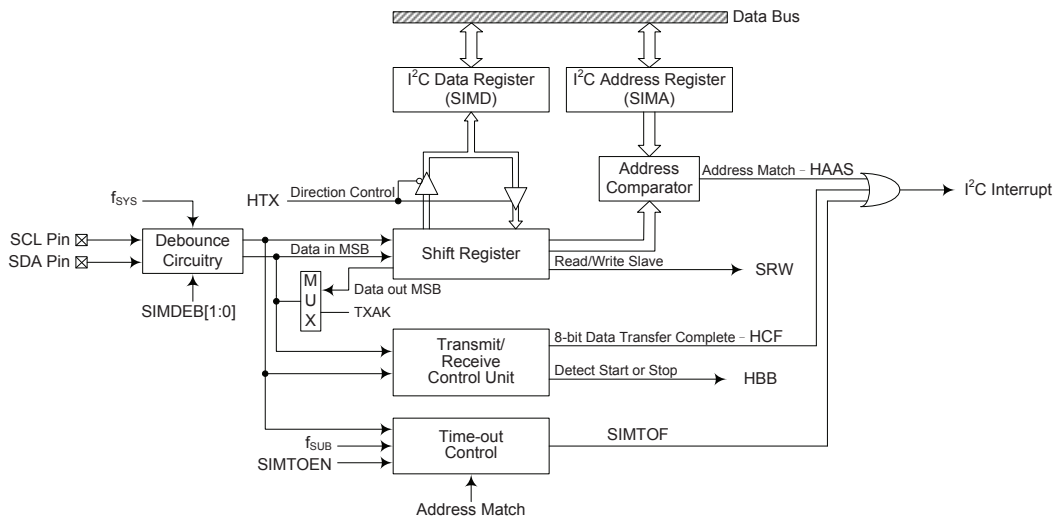 Data Bus
I²C Data Register
(SIMD)
I²C Address Register
(SIMA)
Address
Comparator
Address Match – HAAS
I²C Interrupt
HTX
Direction Control
fSYS
SCL Pin
SDA Pin
Debounce
Circuitry
SIMDEB[1:0]
Data in MSB
Shift Register
Read/Write Slave
SRW
M
U
X
Data out MSB
TXAK
Transmit/
Receive
Control Unit
8-bit Data Transfer Complete – HCF
Detect Start or Stop
HBB
fSUB
SIMTOEN
Time-out
Control
SIMTOF
Address Match